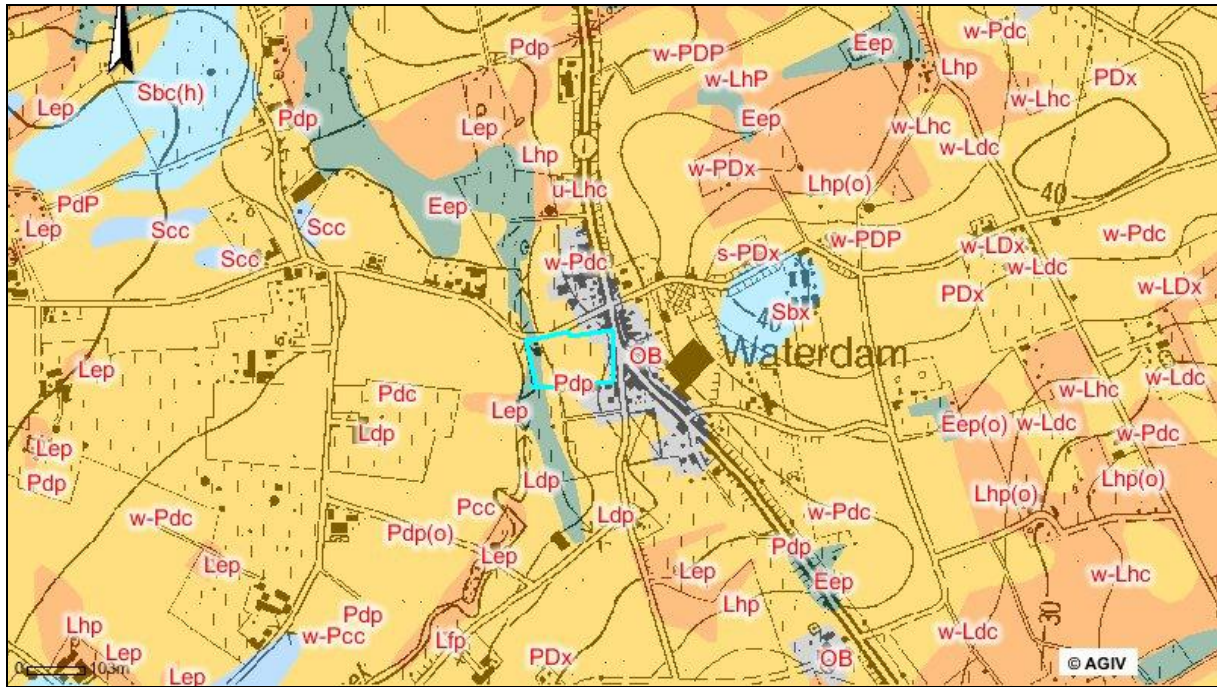 Pdp
w-PDP
Eep
w-Pdc
Lhp
PDx
w-LhP
Lep
Sbc(h)
Lep
w-Lhc
Pdp
Eep
w-Lhc
w-Ldc
Lhp
w-PDx
Lhp(o)
u-Lhc
40
PdP
Eep
Scc
Scc
Lep
Scc
w-Pdc
s-PDx
w-PDP
w-LDx
w-Pdc
w-Ldc
PDx
w-LDx
40
Sbx
OB
Waterdam
Lep
Pdp
Pdc
w-Lhc
w-Ldc
Lep
Eep(o)
w-Ldc
Ldp
Lep
w-Pdc
Pdp
Ldp
Lhp(o)
Lhp(o)
Pcc
w-Pdc
Ldp
w-Pdc
Pdp(o)
Pdp
Lep
Lep
Lep
Eep
w-Lhc
Lhp
Pdp
30
Lhp
w-Pcc
Lfp
w-Ldc
Lep
PDx
OB
Lep
0
103m
© AGIV